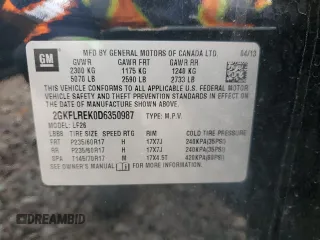 GM
MFD BY GENERAL MOTORS OF CANADA LTD.
04/13
GVWR GAWR FRT GAWR RR
2300 KG 1175 KG 1240 KG
5070 LB 2590 LB 2733 LB
THIS VEHICLE CONFORMS TO ALL APPLICABLE U.S. FEDERAL MOTOR
VEHICLE SAFETY AND THEFT PREVENTION STANDARDS IN EFFECT ON
THE DATE OF MANUFACTURE SHOWN ABOVE.
2GKFLREK0D6350987 TYPE: M.P.V.
MODEL: LF26
TIRE SIZE SPEED RTG RIM COLD TIRE PRESSURE
FRT P235/60R17 H 17X7J 240KPA(35PSI)
RR P235/60R17 H 17X7J 240KPA(35PSI)
SPA T145/70R17 M 17X4.5T 420KPA(60PSI)
SEE OWNER'S MANUAL FOR ADDITIONAL INFORMATION.